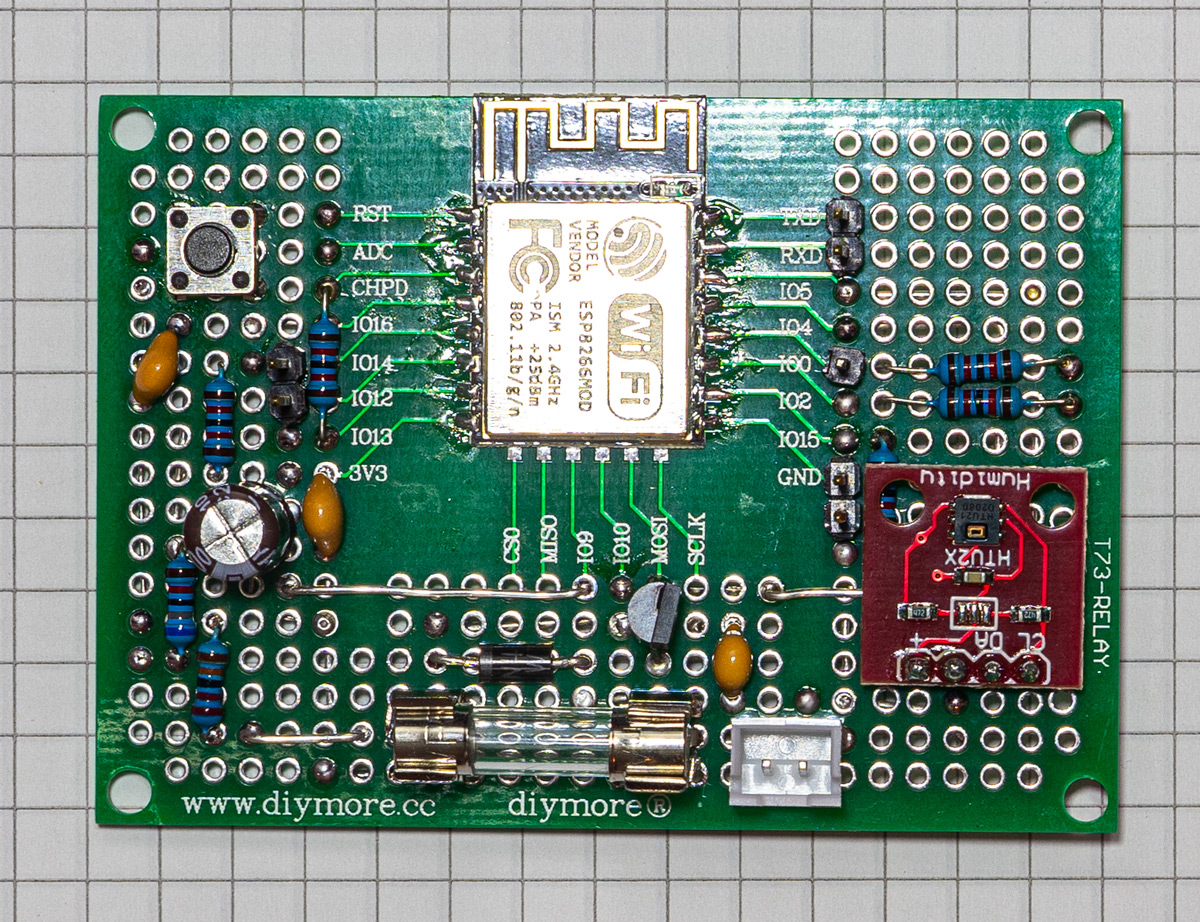 RST
ADC
CHPD
IO16
IO14
IO12
IO13
3V3
FC
MODEL
VENDOR
ESP8266MOD
ISM 2.4GHz
PA +25dBm
802.11b/g/n
WiFi
TXD
RXD
IO5
IO4
IO0
IO2
IO15
GND
CS0
MISO
IO9
IO10
MOSI
SCLK
Humidity
HTU2X
+ - DA CL
T73-RELAY.
www.diymore.cc
diymore®